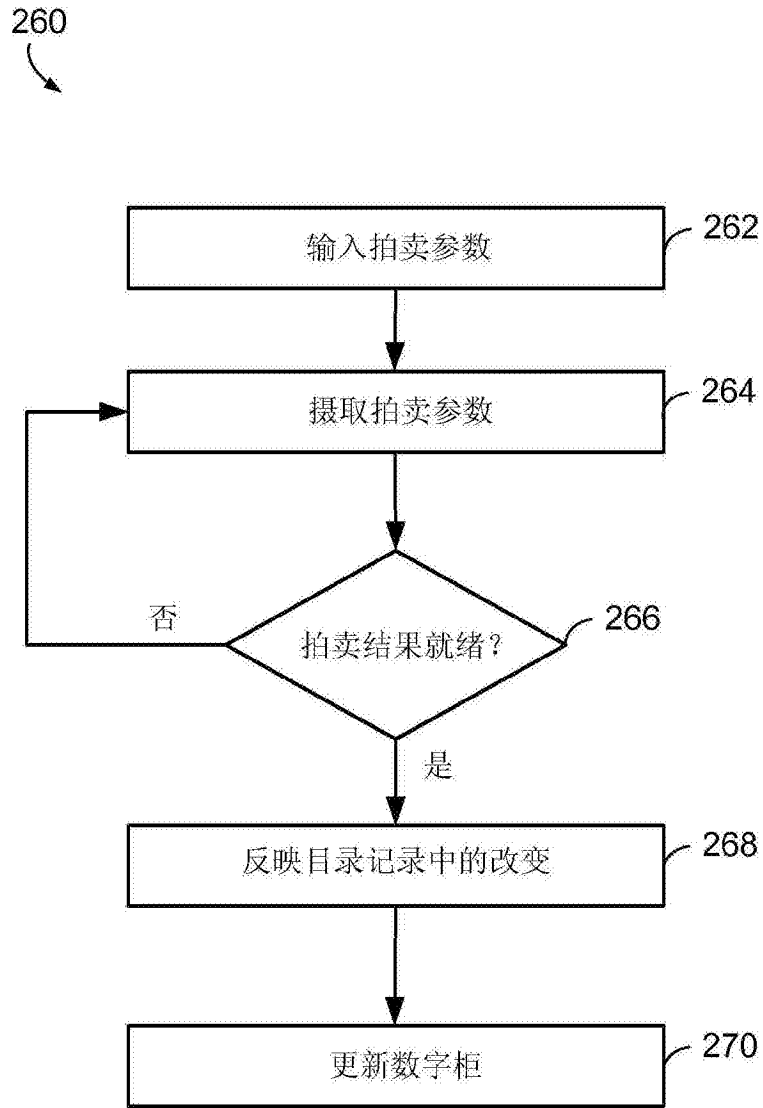 260
输入拍卖参数
262
摄取拍卖参数
264
否
拍卖结果就绪?
266
是
反映目录记录中的改变
268
更新数字柜
270